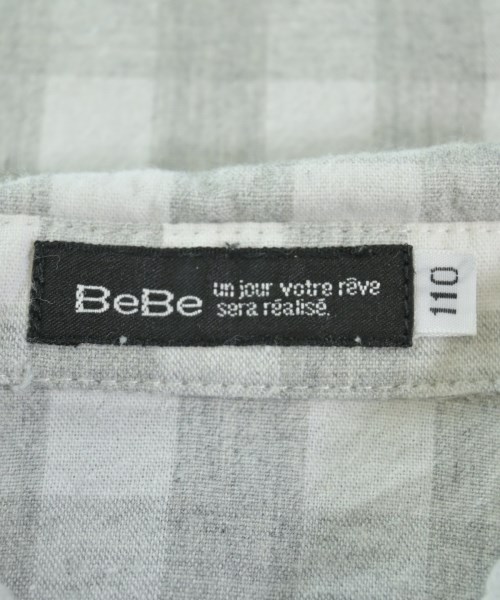 BeBe
un jour votre rêve
sera réalisé.
110